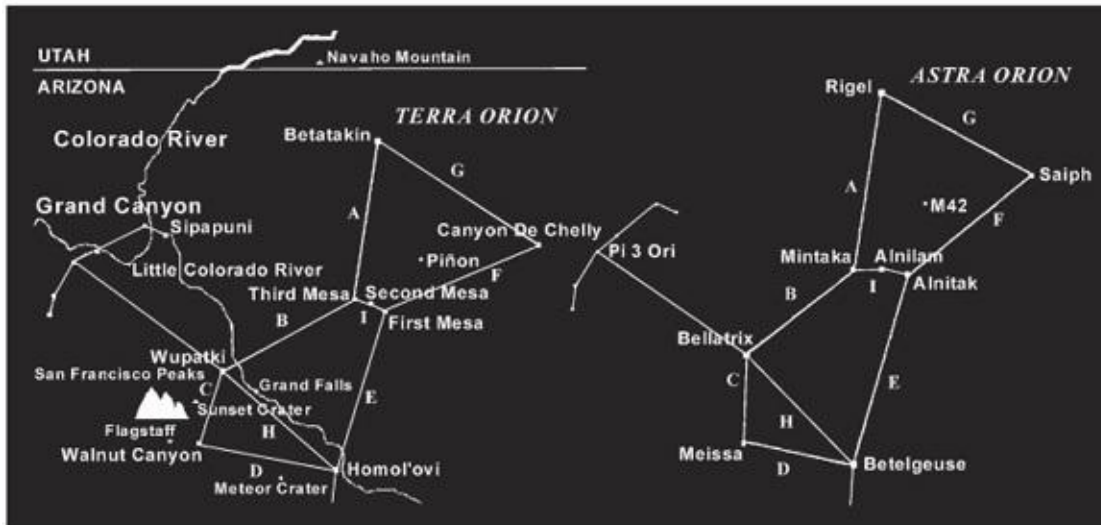 UTAH
Navaho Mountain
ARIZONA
TERRA ORION
Betatakin
Colorado River
G
A
Grand Canyon
Sipapuni
Canyon De Chelly
Piñon
F
Little Colorado River
Third Mesa
Second Mesa
I
First Mesa
B
Wupatki
San Francisco Peaks
C
Grand Falls
Sunset Crater
E
Flagstaff
H
Walnut Canyon
D
Homol'ovi
Meteor Crater
ASTRA ORION
Rigel
G
Saiph
A
M42
F
Pi 3 Ori
Mintaka
Alnilam
I
Alnitak
B
Bellatrix
C
E
H
Meissa
D
Betelgeuse